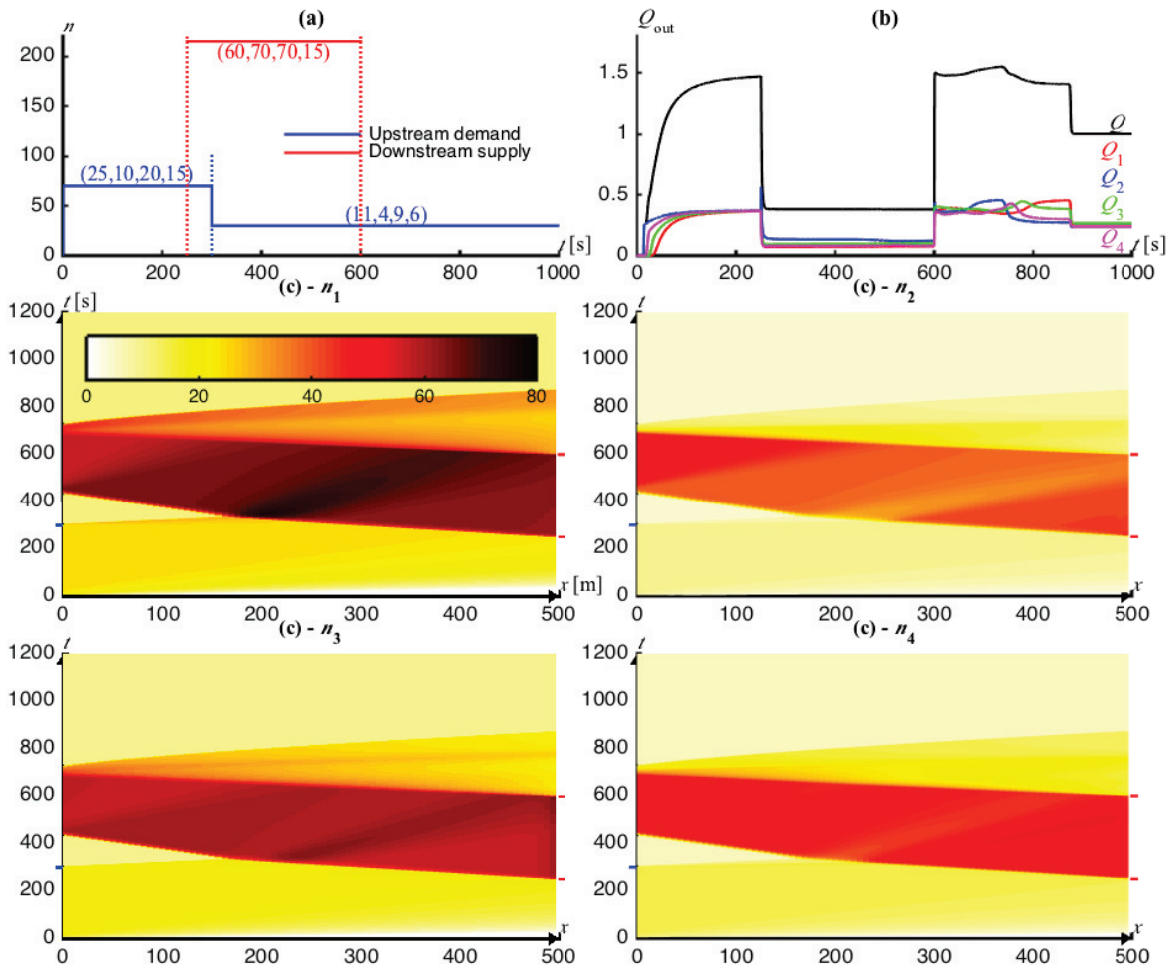 (a)
n
200
150
100
50
0
(60,70,70,15)
Upstream demand
Downstream supply
(25,10,20,15)
(11,4,9,6)
0 200 400 600 800 1000
t [s]
(b)
Q_out
1.5
1
0.5
0
Q
Q_1
Q_2
Q_3
Q_4
0 200 400 600 800 1000
t [s]
(c) - n_1
t [s]
1200
1000
800
600
400
200
0
0 20 40 60 80
0 100 200 300 400 500
x [m]
(c) - n_2
t
1200
1000
800
600
400
200
0
0 100 200 300 400 500
x
(c) - n_3
t
1200
1000
800
600
400
200
0
0 100 200 300 400 500
x
(c) - n_4
t
1200
1000
800
600
400
200
0
0 100 200 300 400 500
x